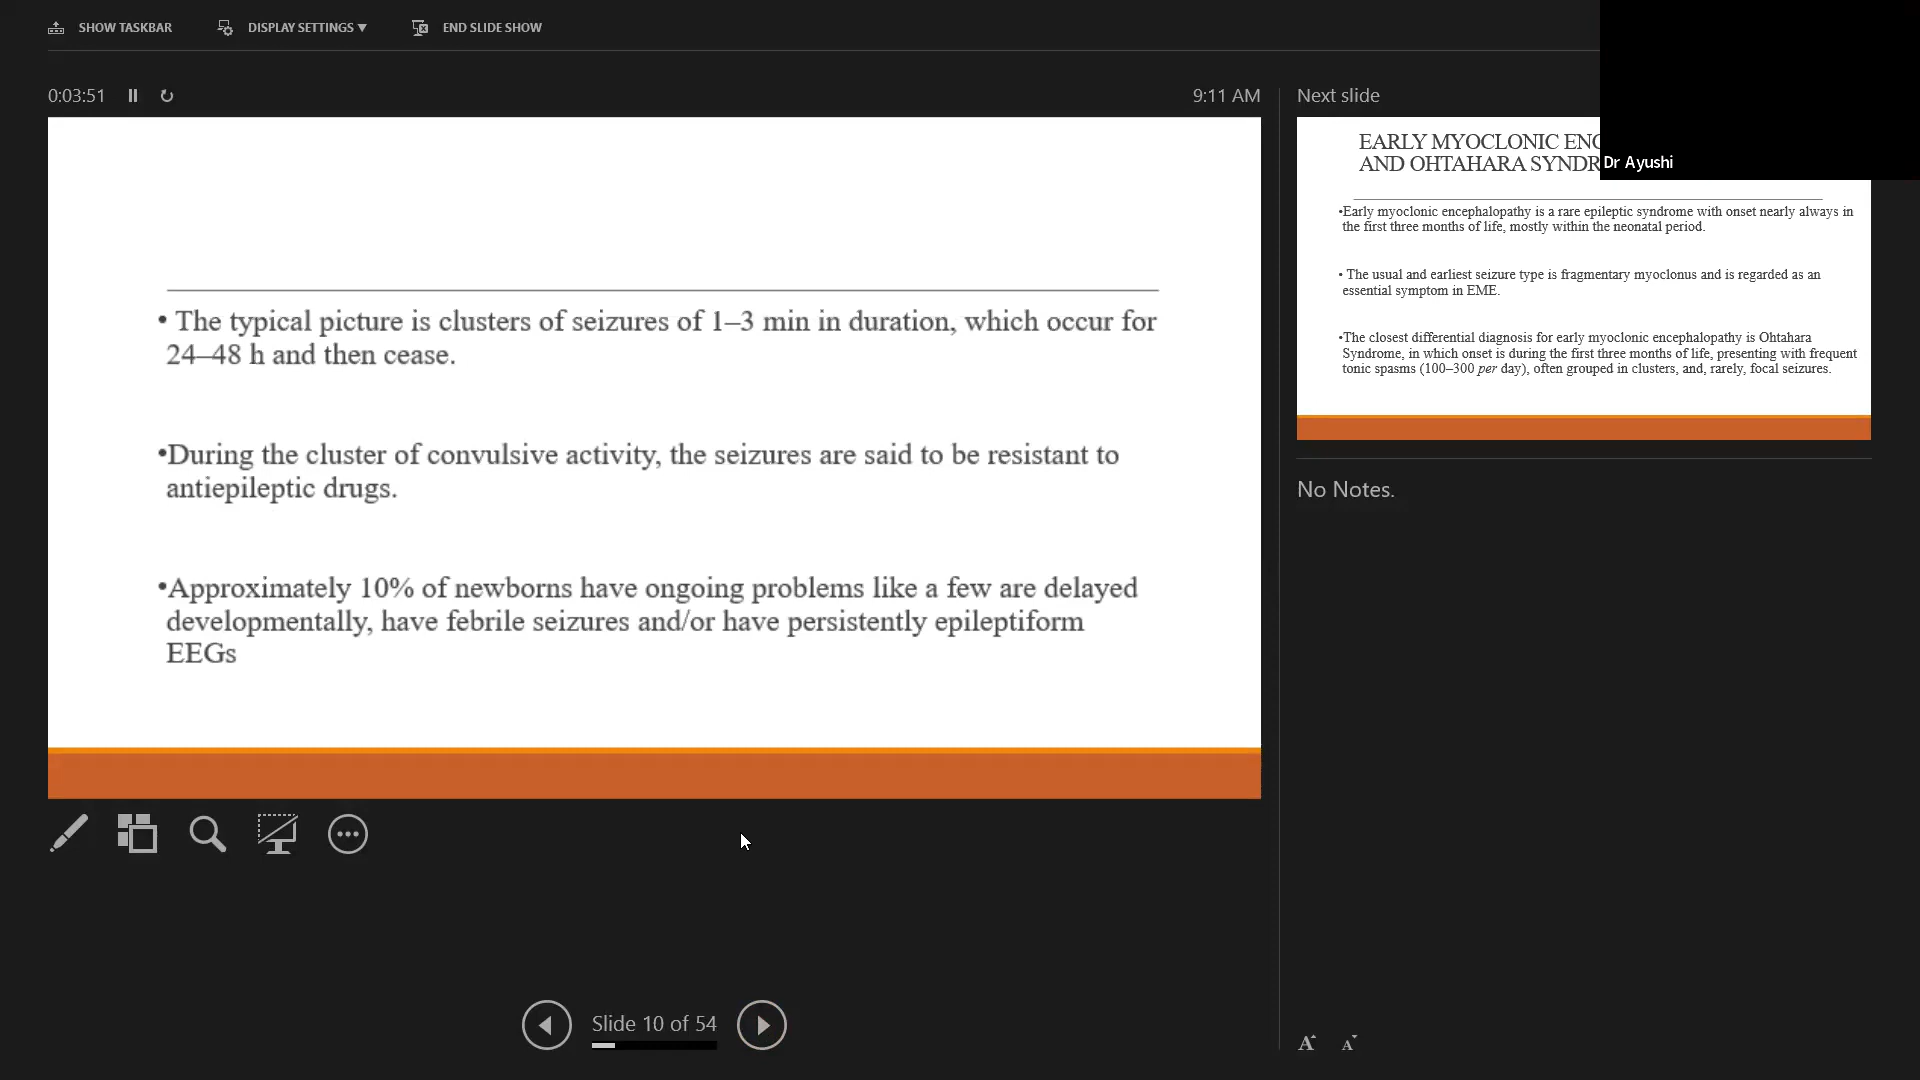 SHOW TASKBAR
DISPLAY SETTINGS ▾
END SLIDE SHOW
0:03:51
9:11 AM
• The typical picture is clusters of seizures of 1–3 min in duration, which occur for
24–48 h and then cease.
•During the cluster of convulsive activity, the seizures are said to be resistant to
antiepileptic drugs.
•Approximately 10% of newborns have ongoing problems like a few are delayed
developmentally, have febrile seizures and/or have persistently epileptiform
EEGs
Slide 10 of 54
Next slide
Dr Ayushi
EARLY MYOCLONIC
AND OHTAHARA
•Early myoclonic encephalopathy is a rare epileptic syndrome with onset nearly always in
the first three months of life, mostly within the neonatal period.
• The usual and earliest seizure type is fragmentary myoclonus and is regarded as an
essential symptom in EME.
•The closest differential diagnosis for early myoclonic encephalopathy is Ohtahara
Syndrome, in which onset is during the first three months of life, presenting with frequent
tonic spasms (100–300 per day), often grouped in clusters, and, rarely, focal seizures.
No Notes.
A A